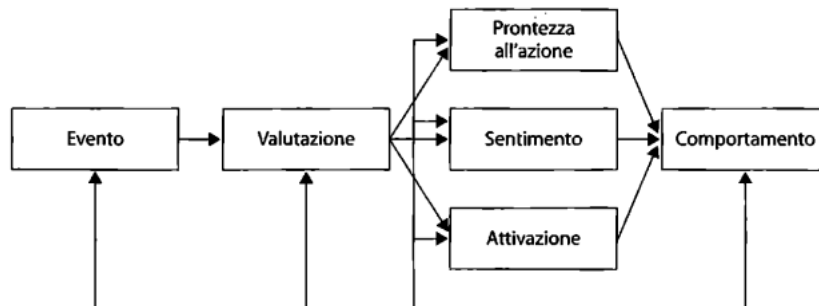 Prontezza
all'azione
Evento
Valutazione
Sentimento
Comportamento
Attivazione